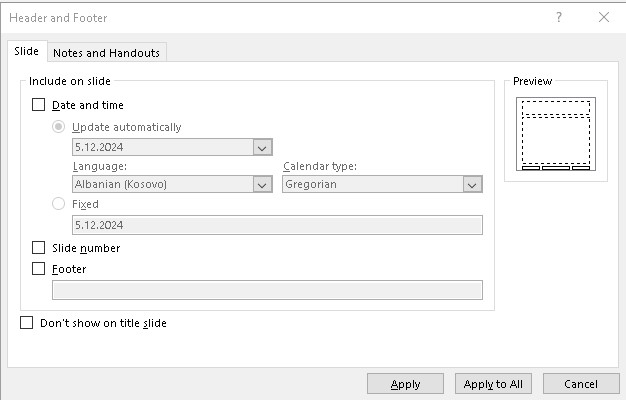 Header and Footer ?
Slide Notes and Handouts
Include on slide
Preview
Date and time
Update automatically
5.12.2024
Language: Calendar type:
Albanian (Kosovo) Gregorian
Fixed
5.12.2024
Slide number
Footer
Don't show on title slide
Apply Apply to All Cancel